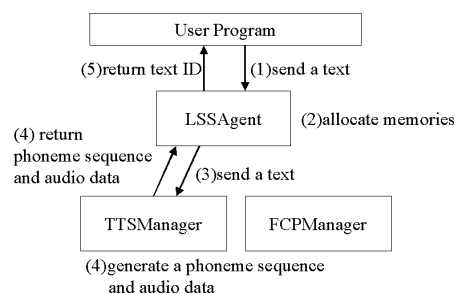 User Program
(5)return text ID
(1)send a text
LSSAgent
(2)allocate memories
(4) return
phoneme sequence
and audio data
(3)send a text
TTSManager
FCPManager
(4)generate a phoneme sequence
and audio data